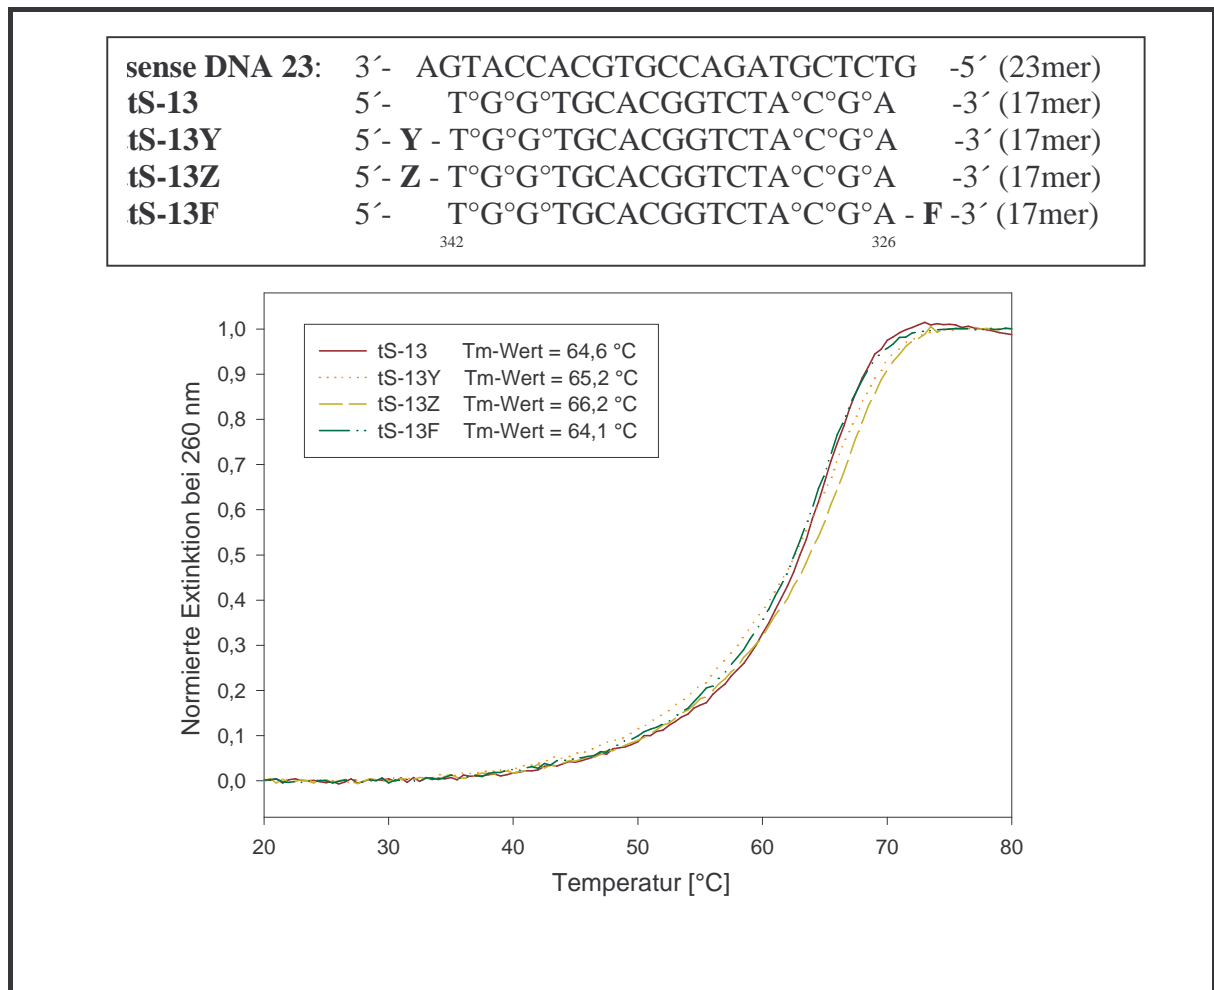 sense DNA 23: 3´- AGTACCACGTGCCAGATGCTCTG -5´ (23mer)
tS-13 5´- T°G°G°TGCACGGTCTA°C°G°A -3´ (17mer)
tS-13Y 5´- Y - T°G°G°TGCACGGTCTA°C°G°A -3´ (17mer)
tS-13Z 5´- Z - T°G°G°TGCACGGTCTA°C°G°A -3´ (17mer)
tS-13F 5´- T°G°G°TGCACGGTCTA°C°G°A - F -3´ (17mer)
342 326
tS-13 Tm-Wert = 64,6 °C
tS-13Y Tm-Wert = 65,2 °C
tS-13Z Tm-Wert = 66,2 °C
tS-13F Tm-Wert = 64,1 °C
Normierte Extinktion bei 260 nm
1,0
0,9
0,8
0,7
0,6
0,5
0,4
0,3
0,2
0,1
0,0
20 30 40 50 60 70 80
Temperatur [°C]